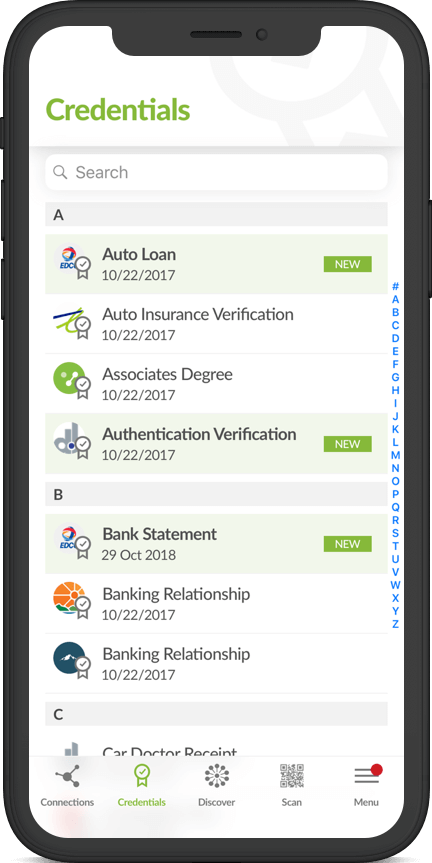 Credentials
Search
A
EDC
Auto Loan
10/22/2017
NEW
Auto Insurance Verification
10/22/2017
Associates Degree
10/22/2017
Authentication Verification
10/22/2017
NEW
B
EDC
Bank Statement
29 Oct 2018
NEW
Banking Relationship
10/22/2017
Banking Relationship
10/22/2017
C
Car Doctor Receipt
#
A
B
C
D
E
F
G
H
I
J
K
L
M
N
O
P
Q
R
S
T
U
V
W
X
Y
Z
Connections
Credentials
Discover
Scan
Menu